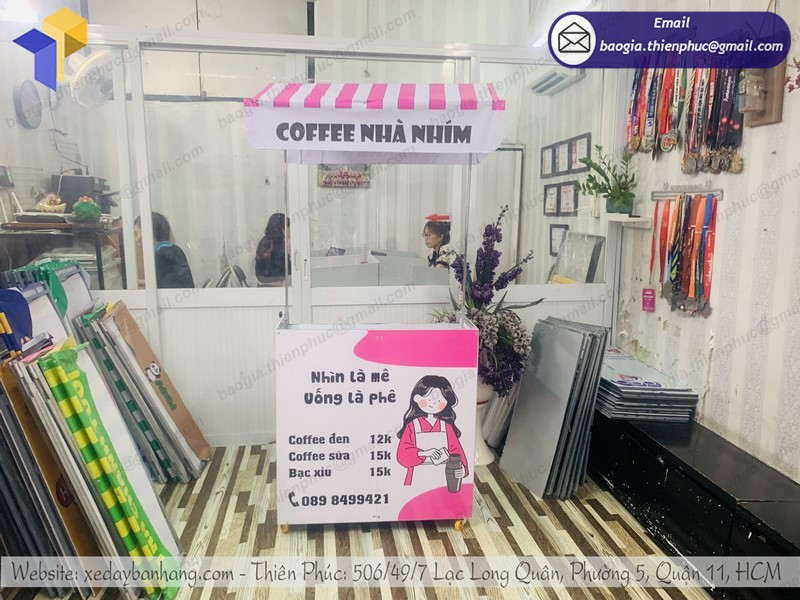 Email
baogia.thienphuc@gmail.com
COFFEE NHÀ NHÍM
Nhìn là mê
Uống là phê
Coffee đen 12k
Coffee sữa 15k
Bạc xỉu 15k
089 8499421
Website: xedaybanhang.com - Thiên Phúc: 506/49/7 Lạc Long Quân, Phường 5, Quận 11, HCM